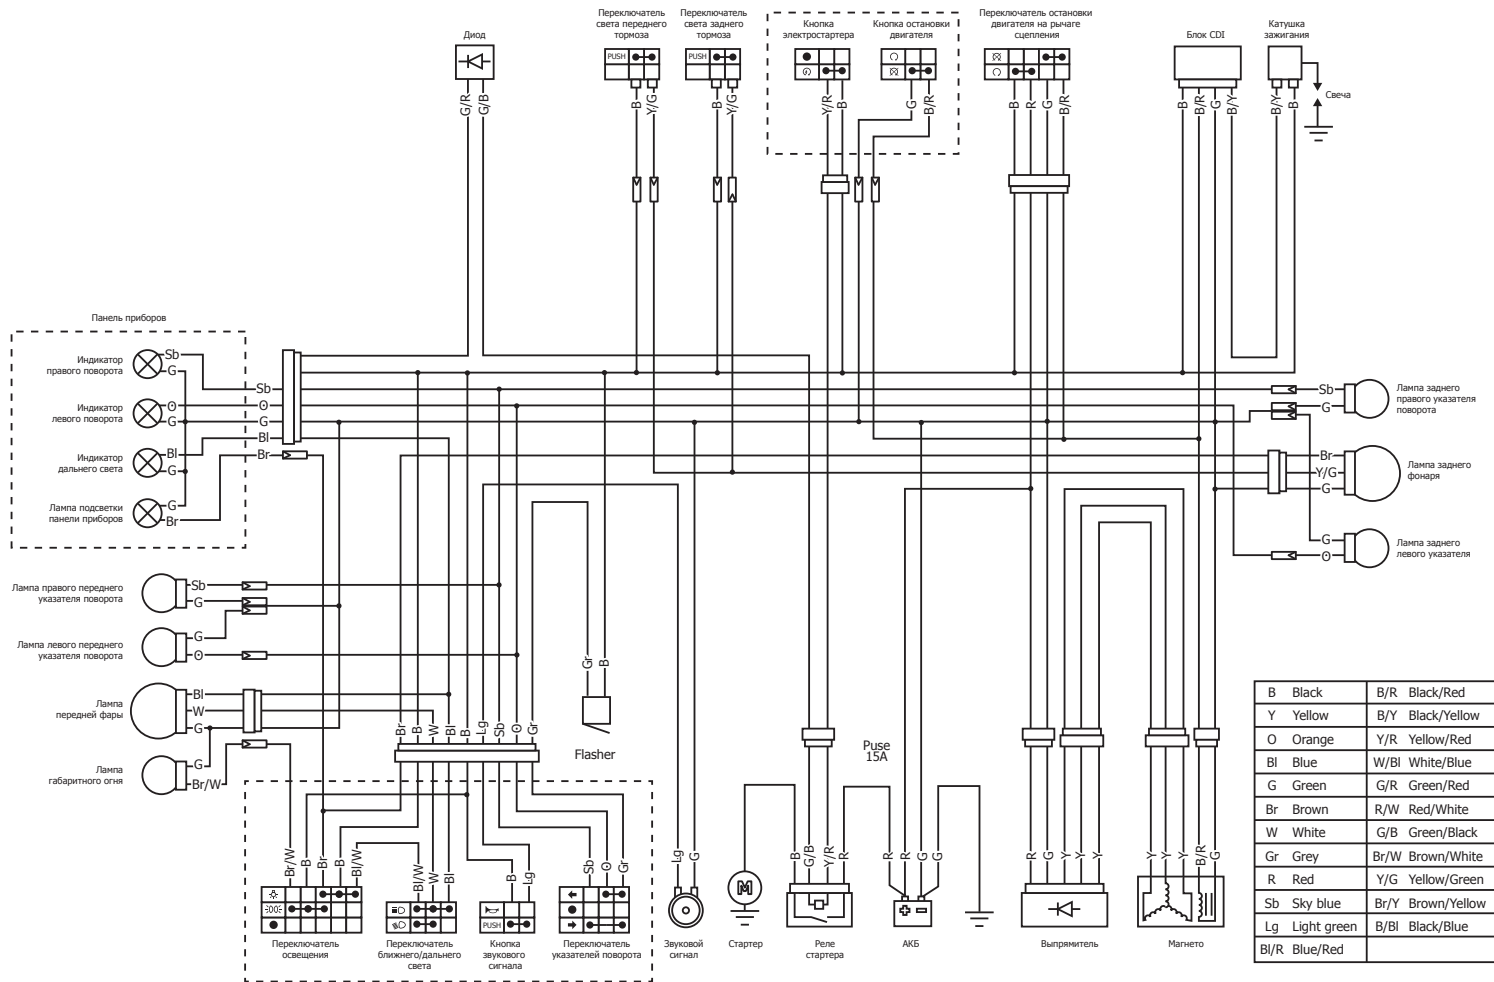 Переключатель
света переднего
тормоза
Переключатель
света заднего
тормоза
Кнопка
электростартера
Кнопка остановки
двигателя
Переключатель остановки
двигателя на рычаге
сцепления
Диод
Блок CDI
Катушка
зажигания
PUSH
PUSH
Свеча
G/R
G/B
B
Y/G
B
Y/G
Y/R
B
G
B/R
B
R
G
B/R
B
B/R
G
B/Y
B/Y
B
Панель приборов
Индикатор
правого поворота
Sb
G
Индикатор
левого поворота
O
G
Индикатор
дальнего света
Bl
G
Лампа подсветки
панели приборов
G
Br
Sb
O
G
Bl
Br
Sb
G
Лампа заднего
правого указателя
поворота
Br
Y/G
G
Лампа заднего
фонаря
G
O
Лампа заднего
левого указателя
Лампа правого переднего
указателя поворота
Sb
G
Лампа левого переднего
указателя поворота
G
O
Лампа
передней фары
Bl
W
G
Лампа
габаритного огня
G
Br/W
Br
B
W
Bl
B
Lg
Sb
O
Gr
Gr
B
Flasher
Puse
15A
Br/W
B
Br
B
Bl/W
Bl/W
W
Bl
B
Lg
Sb
O
Gr
Lg
G
B
G/B
Y/R
R
R
R
G
G
R
G
Y
Y
Y
Y
Y
Y
B/R
G
PUSH
M
Переключатель
освещения
Переключатель
ближнего/дальнего
света
Кнопка
звукового
сигнала
Переключатель
указателей поворота
Звуковой
сигнал
Стартер
Реле
стартера
АКБ
Выпрямитель
Магнето
B Black B/R Black/Red
Y Yellow B/Y Black/Yellow
O Orange Y/R Yellow/Red
Bl Blue W/Bl White/Blue
G Green G/R Green/Red
Br Brown R/W Red/White
W White G/B Green/Black
Gr Grey Br/W Brown/White
R Red Y/G Yellow/Green
Sb Sky blue Br/Y Brown/Yellow
Lg Light green B/Bl Black/Blue
Bl/R Blue/Red